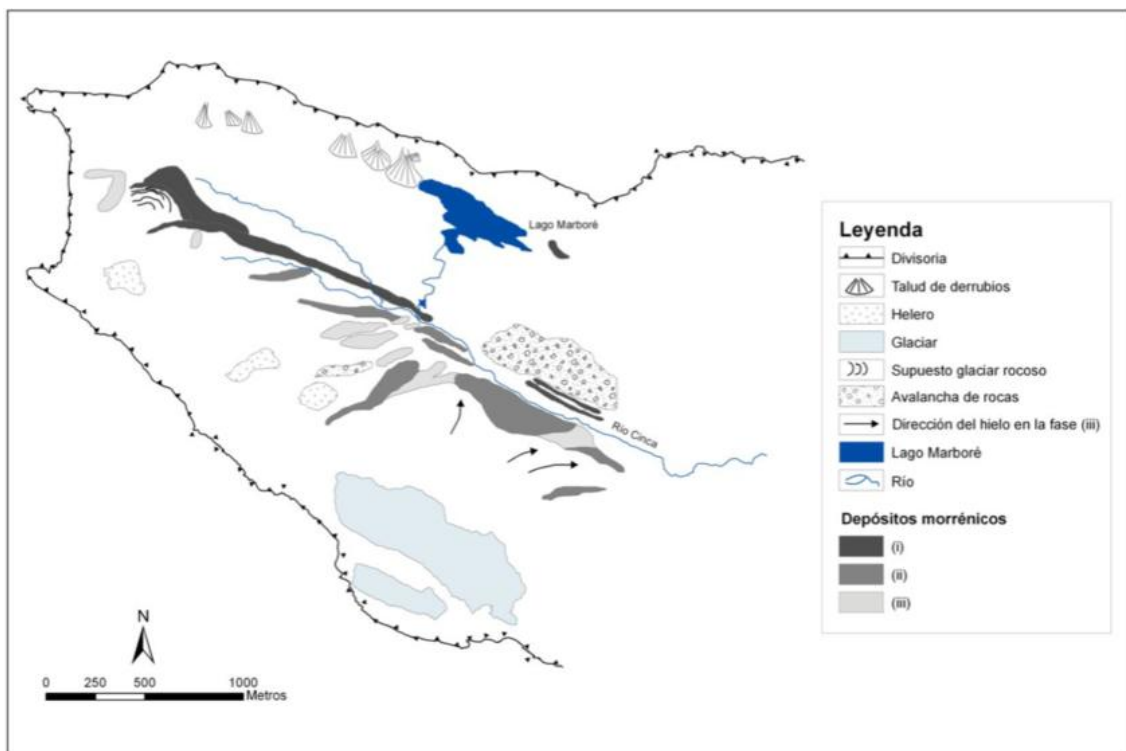 Lago Marboré
Río Cinca
N
0 250 500 1000
Metros
Leyenda
Divisoria
Talud de derrubios
Helero
Glaciar
Supuesto glaciar rocoso
Avalancha de rocas
Dirección del hielo en la fase (iii)
Lago Marboré
Río
Depósitos morrénicos
(i)
(ii)
(iii)